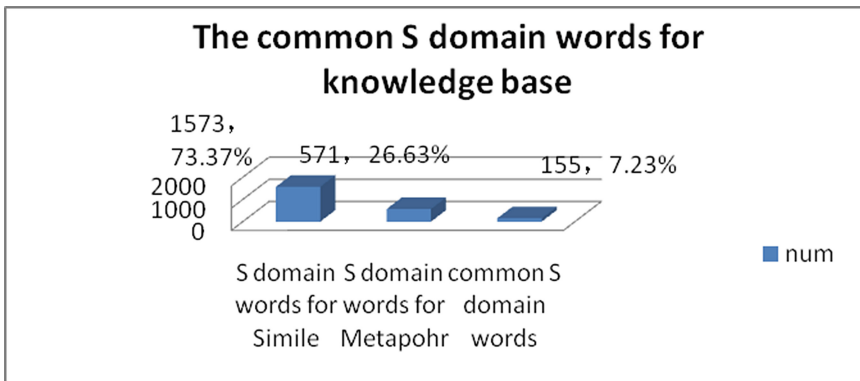 The common S domain words for
knowledge base
1573,
73.37%
571, 26.63%
155, 7.23%
2000
1000
0
S domain
words for
Simile
S domain
words for
Metapohr
common S
domain
words
num